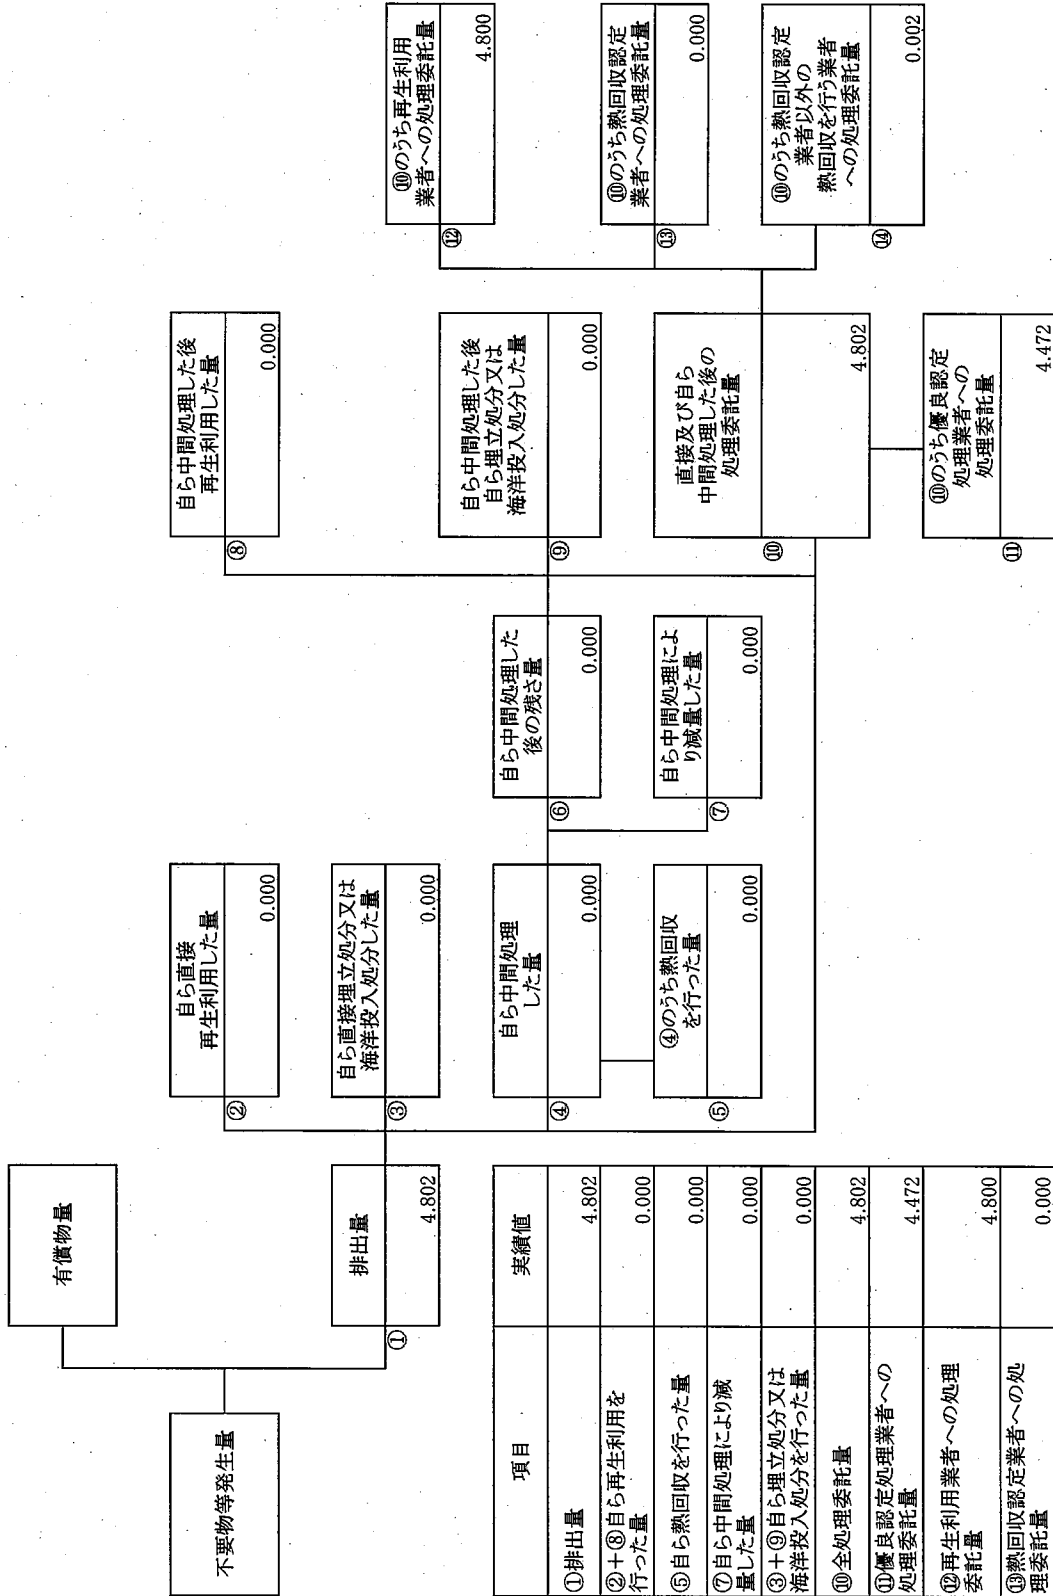 有償物量
不要物等発生量
排出量
①
4.802
自ら直接
再生利用した量
②
0.000
自ら直接埋立処分又は
海洋投入処分した量
③
0.000
自ら中間処理
した量
④
0.000
④のうち熱回収
を行った量
⑤
0.000
自ら中間処理した
後の残さ量
⑥
0.000
自ら中間処理によ
り減量した量
⑦
0.000
自ら中間処理した後
再生利用した量
⑧
0.000
自ら中間処理した後
自ら埋立処分又は
海洋投入処分した量
⑨
0.000
直接及び自ら
中間処理した後の
処理委託量
⑩
4.802
⑩のうち優良認定
処理業者への
処理委託量
⑪
4.472
⑩のうち再生利用
業者への処理委託量
⑫
4.800
⑩のうち熱回収認定
業者への処理委託量
⑬
0.000
⑩のうち熱回収認定
業者以外の
熱回収を行う業者
への処理委託量
⑭
0.002
項目
実績値
①排出量
4.802
②+⑧自ら再生利用を
行った量
0.000
⑤自ら熱回収を行った量
0.000
⑦自ら中間処理により減
量した量
0.000
③+⑨自ら埋立処分又は
海洋投入処分を行った量
0.000
⑩全処理委託量
4.802
⑪優良認定処理業者への
処理委託量
4.472
⑫再生利用業者への処理
委託量
4.800
⑬熱回収認定業者への処
理委託量
0.000